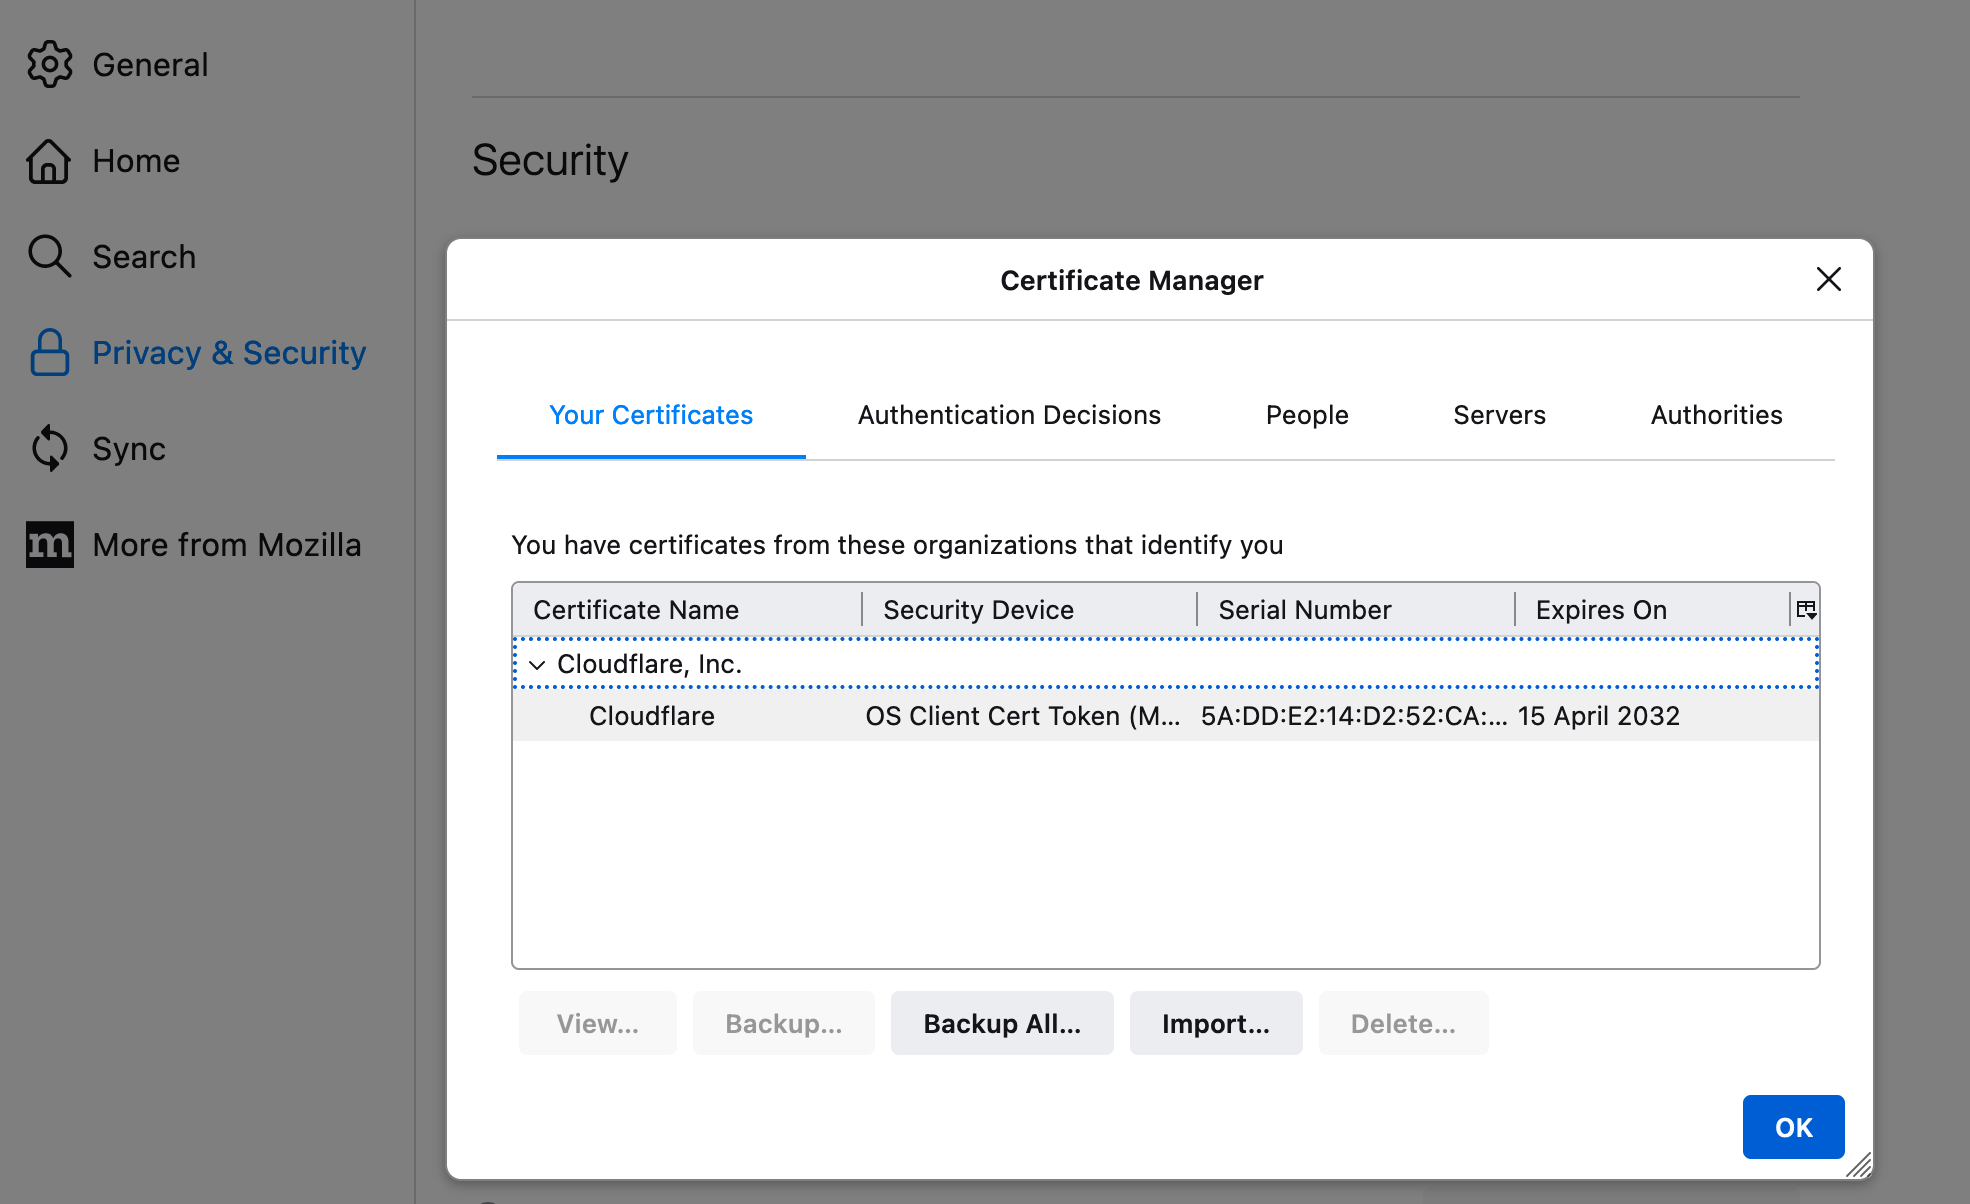 General
Home
Search
Privacy & Security
Sync
m More from Mozilla
Security
Certificate Manager
Your Certificates Authentication Decisions People Servers Authorities
You have certificates from these organizations that identify you
Certificate Name Security Device Serial Number Expires On
Cloudflare, Inc.
Cloudflare OS Client Cert Token (M... 5A:DD:E2:14:D2:52:CA:... 15 April 2032
View... Backup... Backup All... Import... Delete...
OK